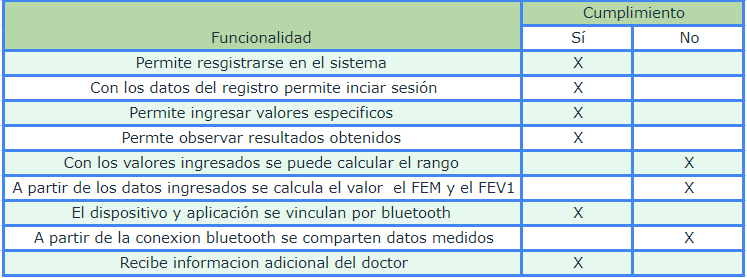 Cumplimiento
Funcionalidad Sí No
Permite resgistrarse en el sistema X
Con los datos del registro permite inciar sesión X
Permite ingresar valores especificos X
Permte observar resultados obtenidos X
Con los valores ingresados se puede calcular el rango X
A partir de los datos ingresados se calcula el valor el FEM y el FEV1 X
El dispositivo y aplicación se vinculan por bluetooth X
A partir de la conexion bluetooth se comparten datos medidos X
Recibe informacion adicional del doctor X